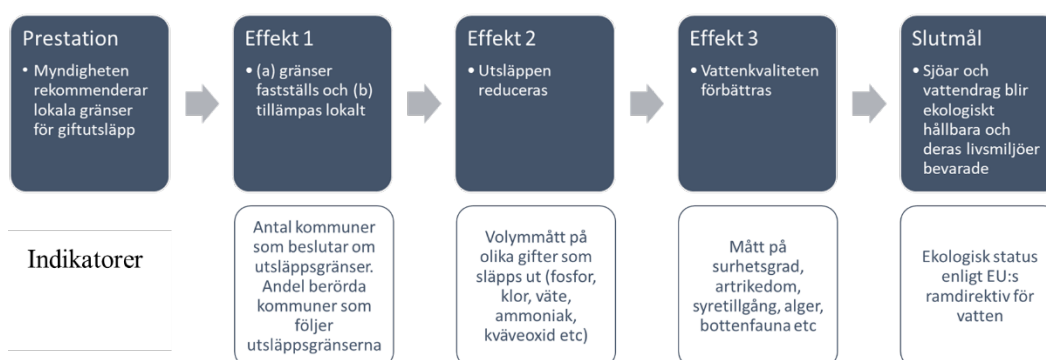 Prestation
• Myndigheten
rekommenderar
lokala gränser
för giftutsläpp
Effekt 1
• (a) gränser
fastställs och (b)
tillämpas lokalt
Effekt 2
• Utsläppen
reduceras
Effekt 3
• Vattenkvaliteten
förbättras
Slutmål
• Sjöar och
vattendrag blir
ekologiskt
hållbara och
deras livsmiljöer
bevarade
Indikatorer
Antal kommuner
som beslutar om
utsläppsgränser.
Andel berörda
kommuner som
följer
utsläppsgränserna
Volymmått på
olika gifter som
släpps ut (fosfor,
klor, väte,
ammoniak,
kväveoxid etc)
Mått på
surhetsgrad,
artrikedom,
syretillgång, alger,
bottenfauna etc
Ekologisk status
enligt EU:s
ramdirektiv för
vatten